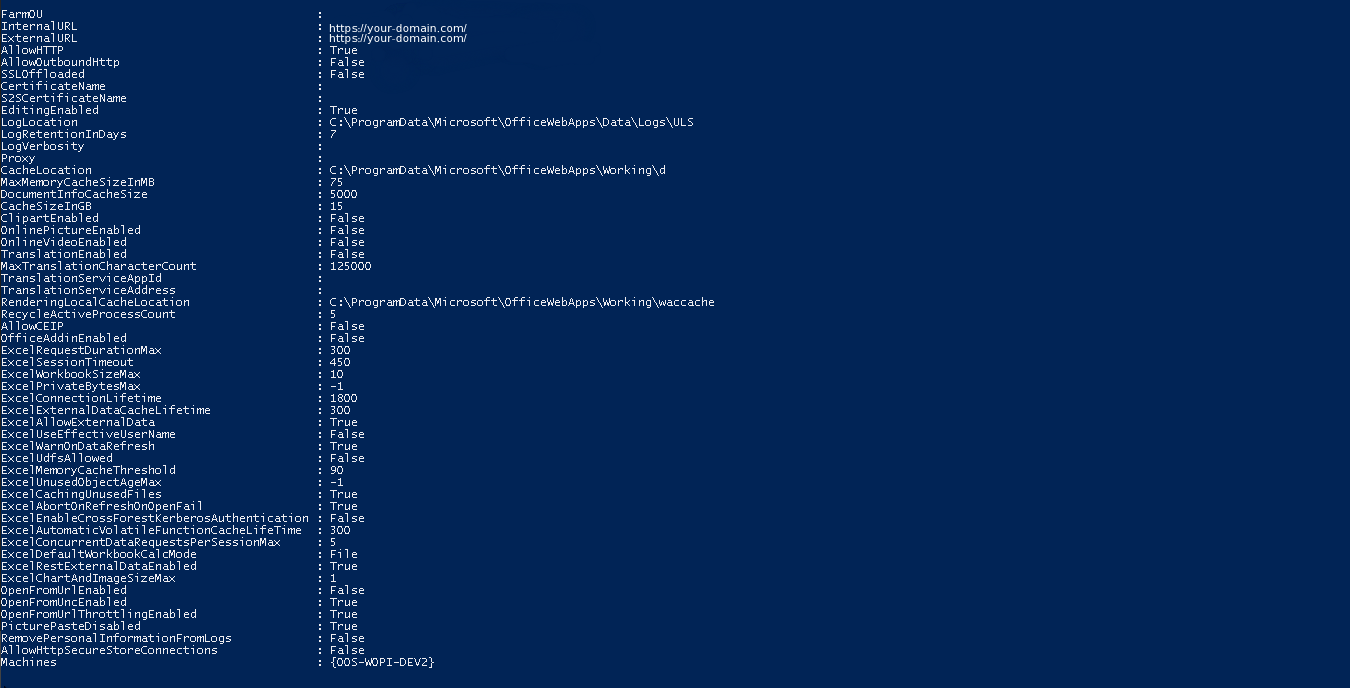 FarmOU :
InternalURL : https://your-domain.com/
ExternalURL : https://your-domain.com/
AllowHTTP : True
AllowOutboundHttp : False
SSLOffloaded : False
CertificateName :
S2SCertificateName :
EditingEnabled : True
LogLocation : C:\ProgramData\Microsoft\OfficeWebApps\Data\Logs\ULS
LogRetentionInDays : 7
LogVerbosity :
Proxy :
CacheLocation : C:\ProgramData\Microsoft\OfficeWebApps\Working\d
MaxMemoryCacheSizeInMB : 75
DocumentInfoCacheSize : 5000
CacheSizeInGB : 15
ClipartEnabled : False
OnlinePictureEnabled : False
OnlineVideoEnabled : False
TranslationEnabled : False
MaxTranslationCharacterCount : 125000
TranslationServiceAppId :
TranslationServiceAddress :
RenderingLocalCacheLocation : C:\ProgramData\Microsoft\OfficeWebApps\Working\waccache
RecycleActiveProcessCount : 5
AllowCEIP : False
OfficeAddinEnabled : False
ExcelRequestDurationMax : 300
ExcelSessionTimeout : 450
ExcelWorkbookSizeMax : 10
ExcelPrivateBytesMax : -1
ExcelConnectionLifetime : 1800
ExcelExternalDataCacheLifetime : 300
ExcelAllowExternalData : True
ExcelUseEffectiveUserName : False
ExcelWarnOnDataRefresh : True
ExcelUdfsAllowed : False
ExcelMemoryCacheThreshold : 90
ExcelUnusedObjectAgeMax : -1
ExcelCachingUnusedFiles : True
ExcelAbortOnRefreshOnOpenFail : True
ExcelEnableCrossForestKerberosAuthentication : False
ExcelAutomaticVolatileFunctionCacheLifeTime : 300
ExcelConcurrentDataRequestsPerSessionMax : 5
ExcelDefaultWorkbookCalcMode : File
ExcelRestExternalDataEnabled : True
ExcelChartAndImageSizeMax : 1
OpenFromUrlEnabled : False
OpenFromUncEnabled : True
OpenFromUrlThrottlingEnabled : True
PicturePasteDisabled : True
RemovePersonalInformationFromLogs : False
AllowHttpSecureStoreConnections : False
Machines : {OOS-WOPI-DEV2}